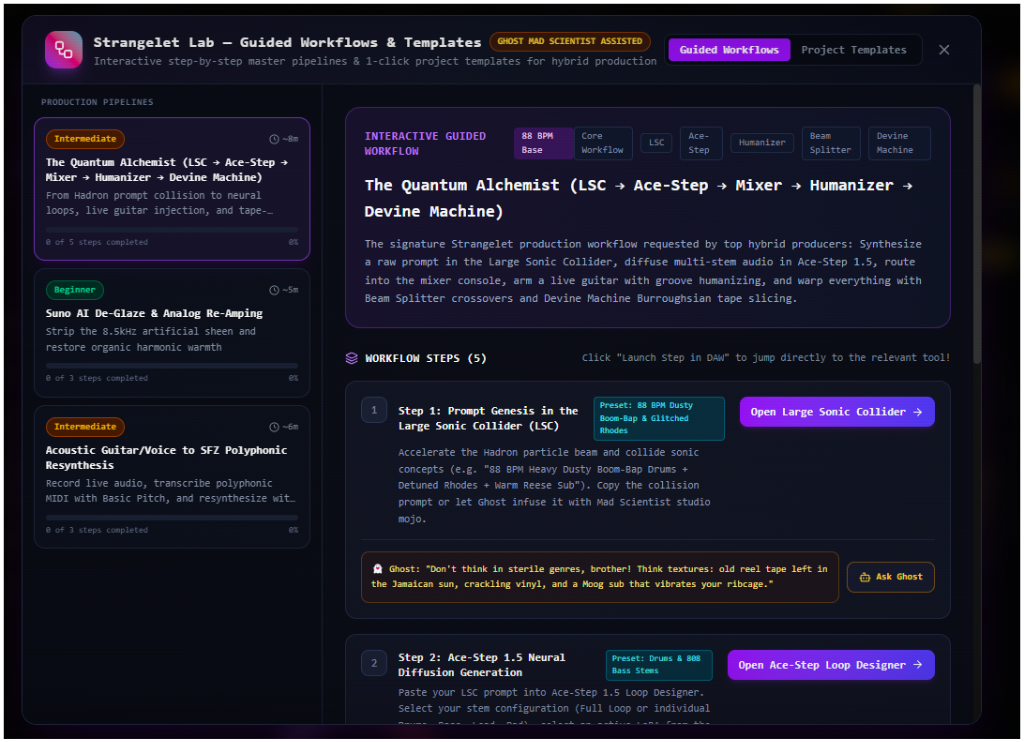 Strangelet Lab — Guided Workflows & Templates
GHOST MAD SCIENTIST ASSISTED
Interactive step-by-step master pipelines & 1-click project templates for hybrid production
Guided Workflows
Project Templates
PRODUCTION PIPELINES
Intermediate
~8m
The Quantum Alchemist (LSC → Ace-Step →
Mixer → Humanizer → Devine Machine)
From Hadron prompt collision to neural
loops, live guitar injection, and tape-…
0 of 5 steps completed
0%
Beginner
~5m
Suno AI De-Glaze & Analog Re-Amping
Strip the 8.5kHz artificial sheen and
restore organic harmonic warmth
0 of 3 steps completed
0%
Intermediate
~6m
Acoustic Guitar/Voice to SFZ Polyphonic
Resynthesis
Record live audio, transcribe polyphonic
MIDI with Basic Pitch, and resynthesize wit…
0 of 3 steps completed
0%
INTERACTIVE GUIDED
WORKFLOW
88 BPM
Base
Core
Workflow
LSC
Ace-
Step
Humanizer
Beam
Splitter
Devine
Machine
The Quantum Alchemist (LSC → Ace-Step → Mixer → Humanizer →
Devine Machine)
The signature Strangelet production workflow requested by top hybrid producers: Synthesize
a raw prompt in the Large Sonic Collider, diffuse multi-stem audio in Ace-Step 1.5, route
into the mixer console, arm a live guitar with groove humanizing, and warp everything with
Beam Splitter crossovers and Devine Machine Burroughsian tape slicing.
WORKFLOW STEPS (5)
Click "Launch Step in DAW" to jump directly to the relevant tool!
1
Step 1: Prompt Genesis in the
Large Sonic Collider (LSC)
Preset: 88 BPM Dusty
Boom-Bap & Glitched
Rhodes
Open Large Sonic Collider →
Accelerate the Hadron particle beam and collide sonic
concepts (e.g. "88 BPM Heavy Dusty Boom-Bap Drums +
Detuned Rhodes + Warm Reese Sub"). Copy the collision
prompt or let Ghost infuse it with Mad Scientist studio
mojo.
Ghost: "Don't think in sterile genres, brother! Think textures: old reel tape left in
the Jamaican sun, crackling vinyl, and a Moog sub that vibrates your ribcage."
Ask Ghost
2
Step 2: Ace-Step 1.5 Neural
Diffusion Generation
Preset: Drums & 808
Bass Stems
Open Ace-Step Loop Designer →
Paste your LSC prompt into Ace-Step 1.5 Loop Designer.
Select your stem configuration (Full Loop or individual